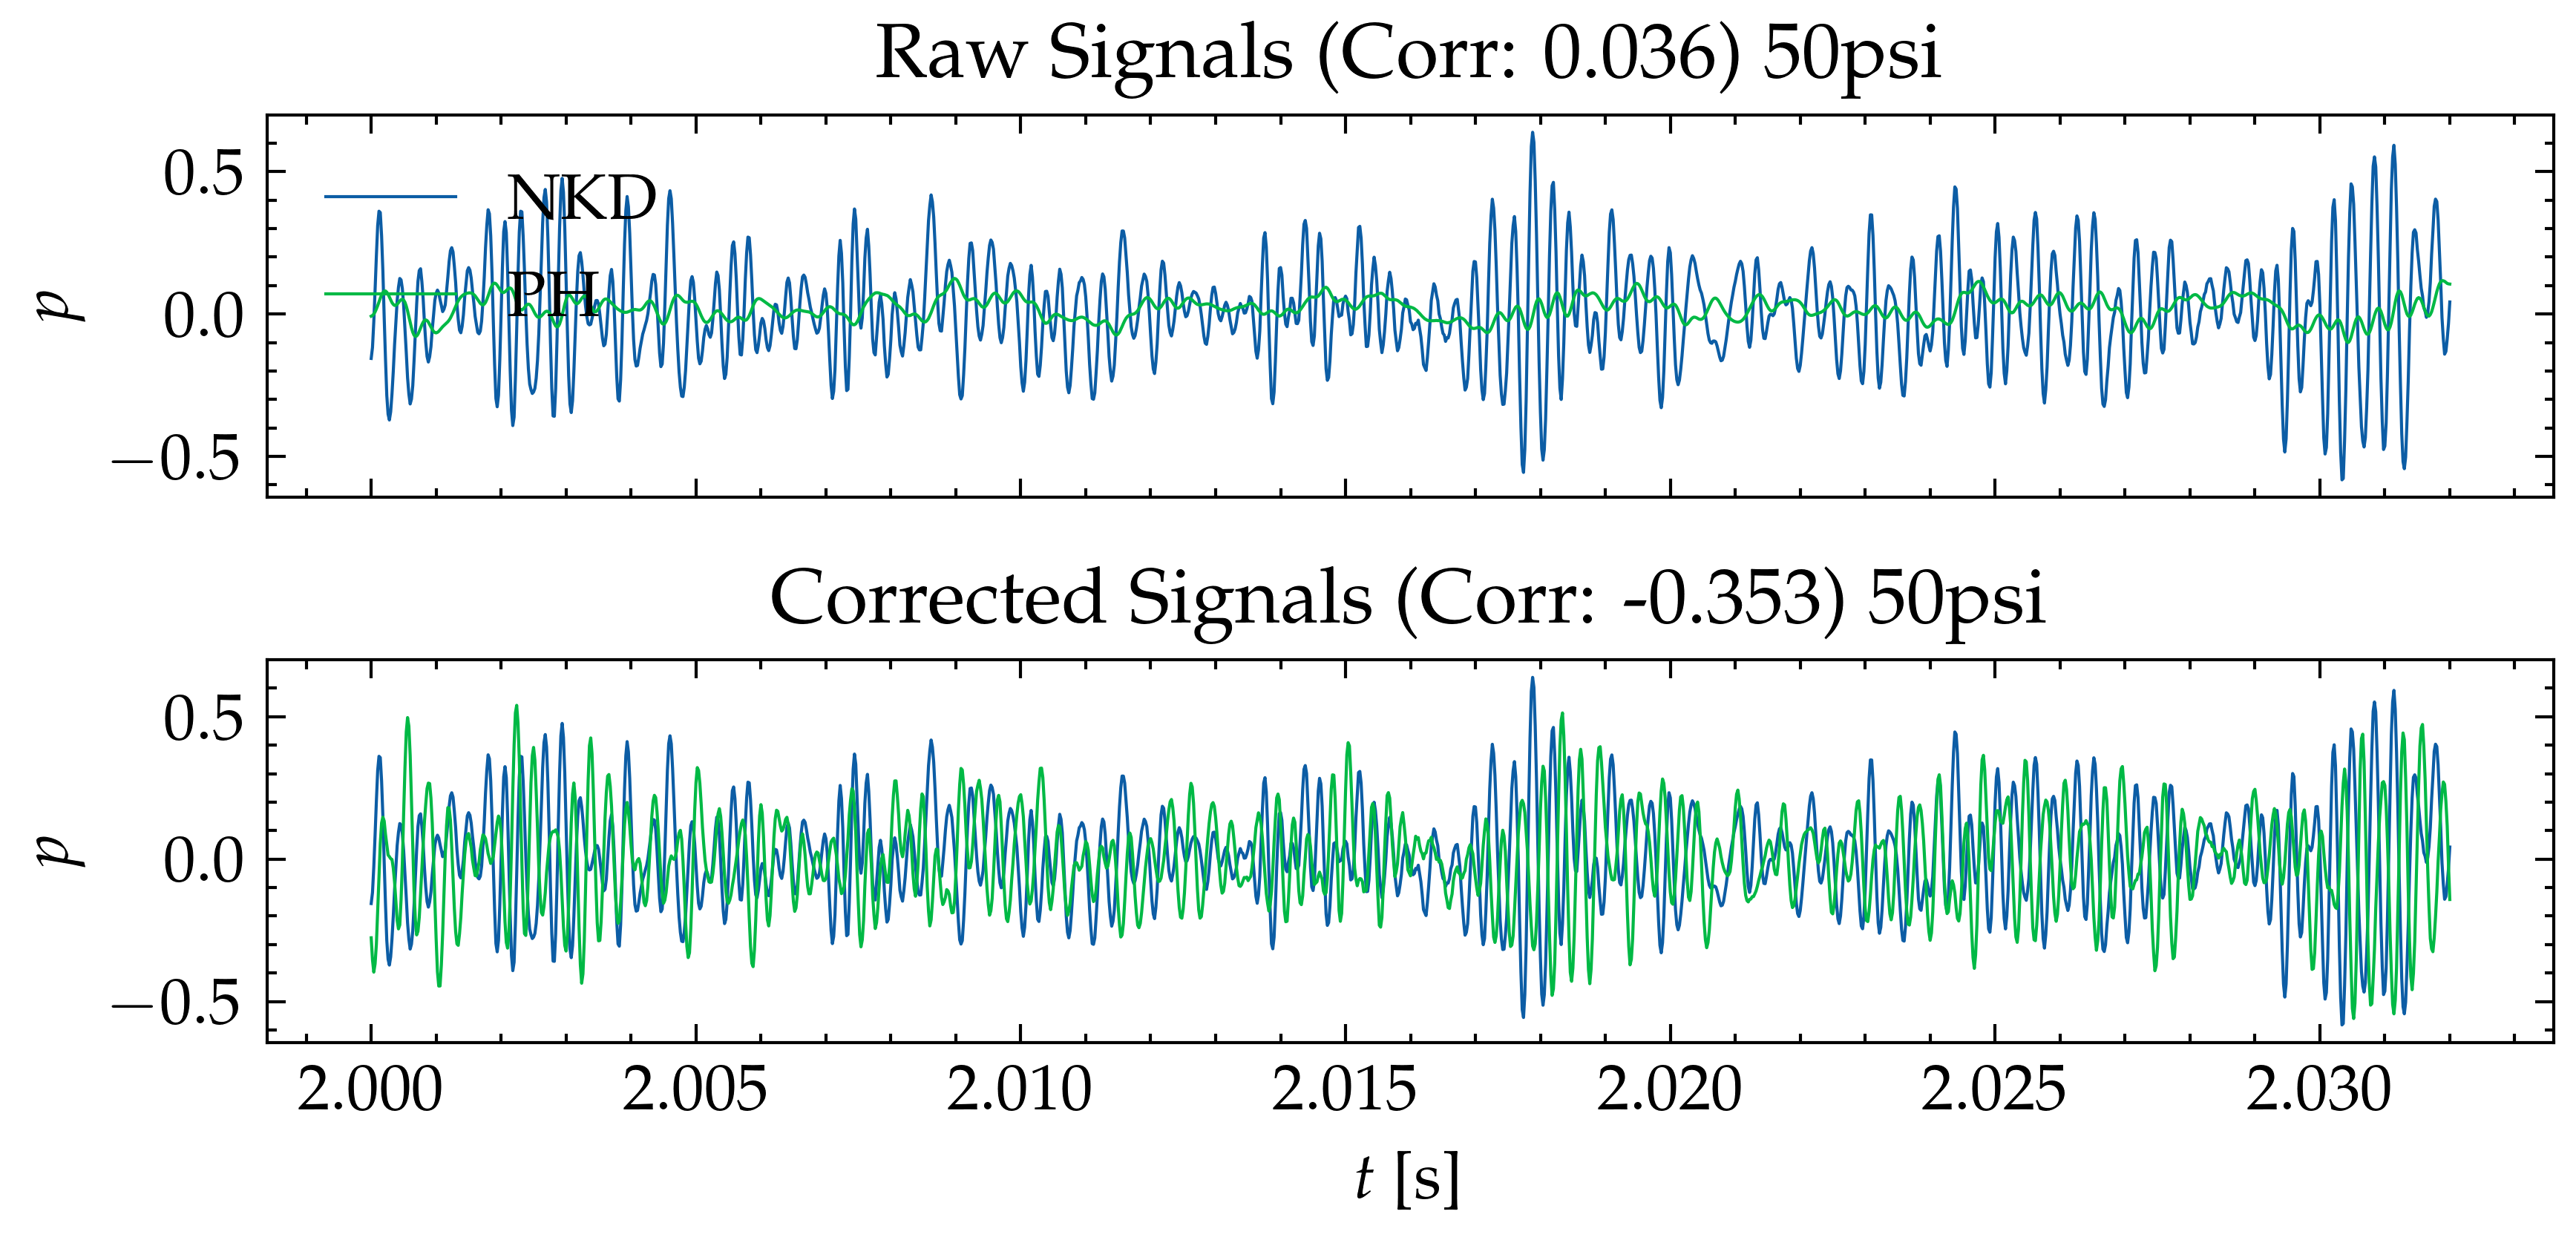 Raw Signals (Corr: 0.036) 50psi
0.5
0.0
−0.5
p
NKD
PH
Corrected Signals (Corr: -0.353) 50psi
0.5
0.0
−0.5
p
2.000 2.005 2.010 2.015 2.020 2.025 2.030
t [s]